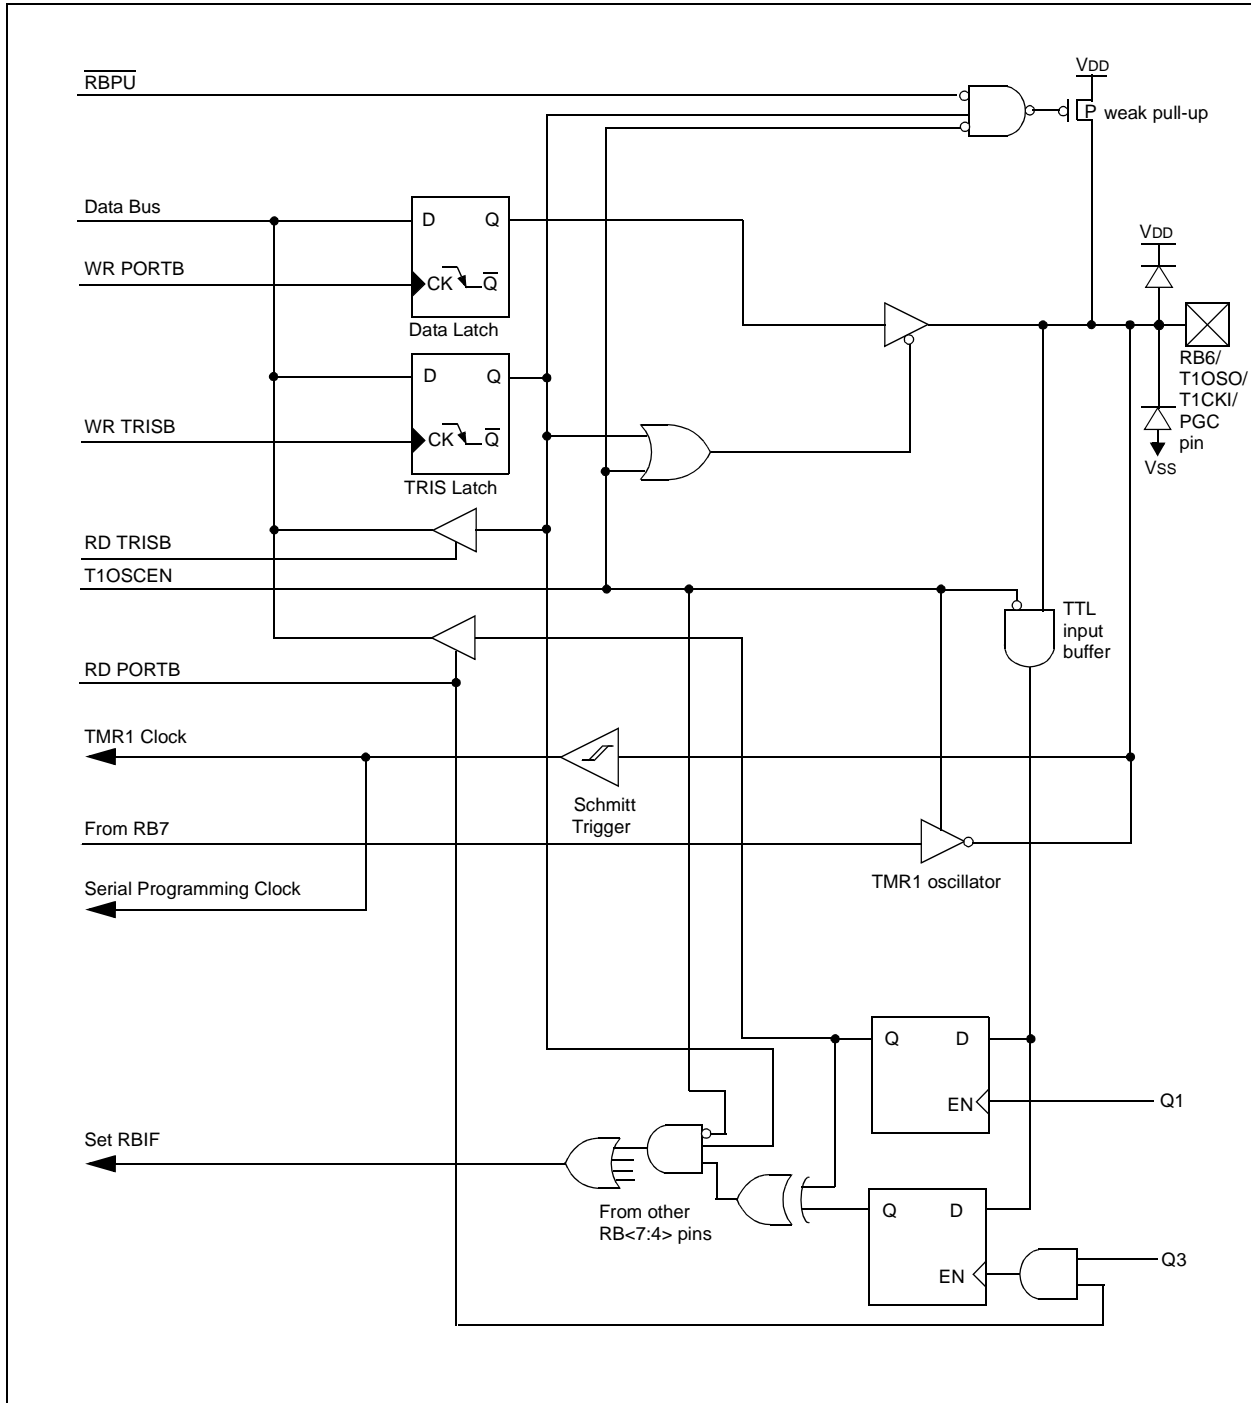 RBPU
VDD
P weak pull-up
Data Bus
D Q
WR PORTB
CK Q
Data Latch
VDD
D Q
RB6/
T1OSO/
T1CKI/
PGC
pin
WR TRISB
CK Q
TRIS Latch
VSS
RD TRISB
T1OSCEN
TTL
input
buffer
RD PORTB
TMR1 Clock
Schmitt
Trigger
From RB7
TMR1 oscillator
Serial Programming Clock
Q D
EN
Q1
Set RBIF
From other
RB<7:4> pins
Q D
EN
Q3